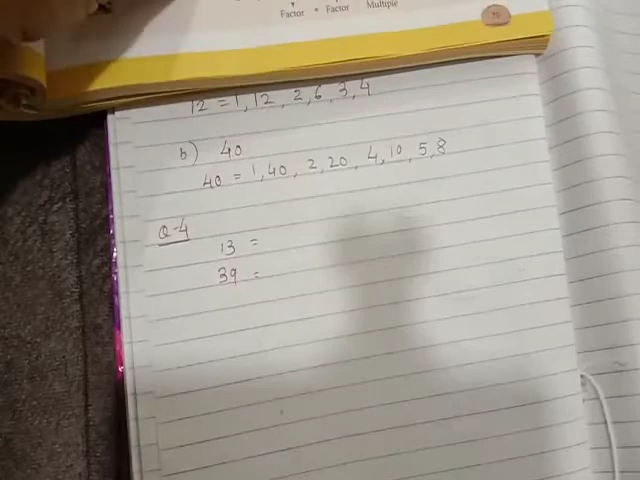 Factor × Factor Multiple
12 = 1, 12, 2, 6, 3, 4
b) 40
40 = 1, 40, 2, 20, 4, 10, 5, 8
Q-4
13 =
39 =